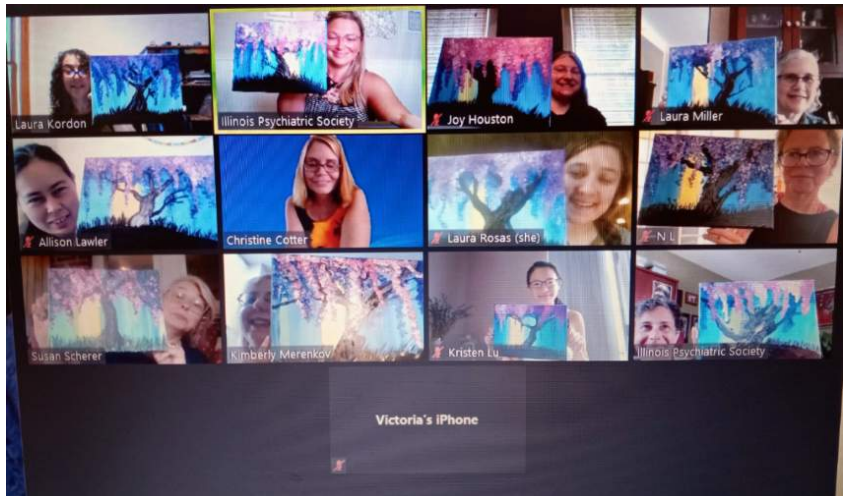 Laura Kordon
Illinois Psychiatric Society
Joy Houston
Laura Miller
Allison Lawler
Christine Cotter
Laura Rosas (she)
N L
Susan Scherer
Kimberly Merenkov
Kristen Lu
Illinois Psychiatric Society
Victoria's iPhone